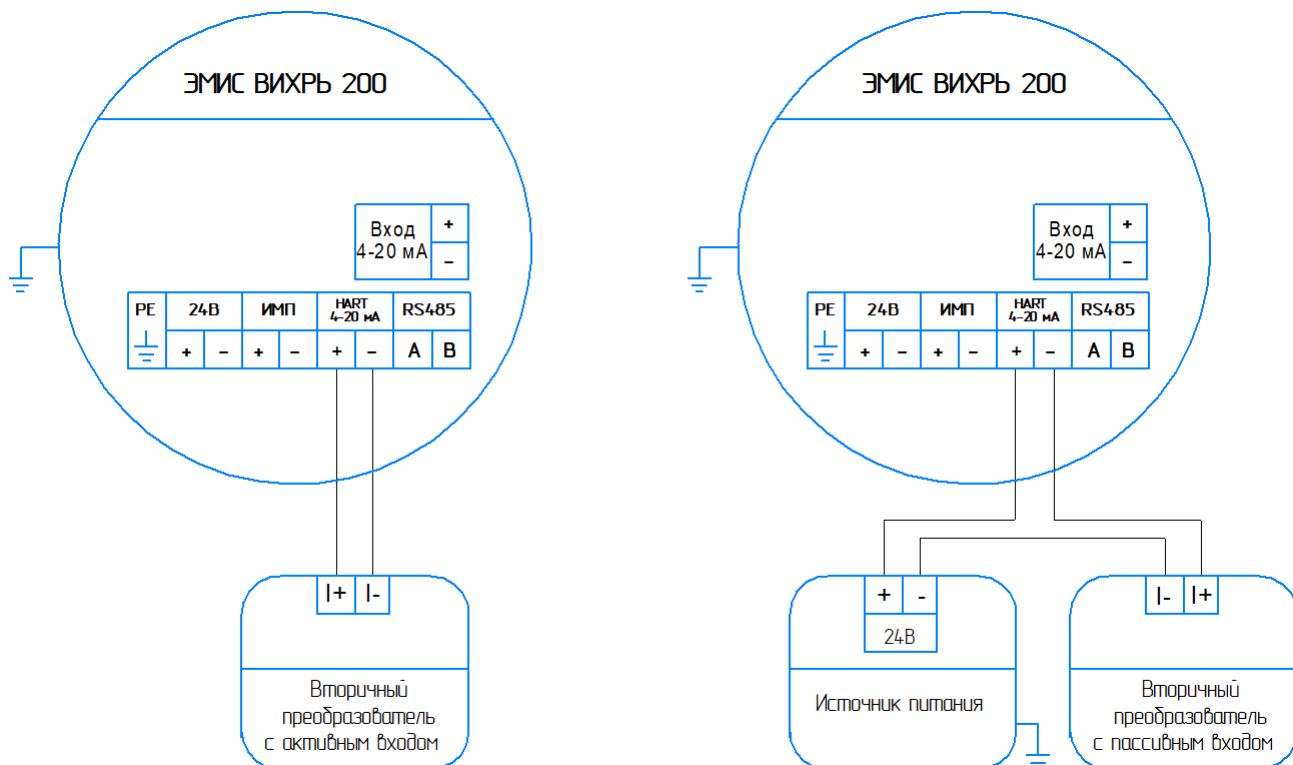 ЭМИС ВИХРЬ 200
Вход
4-20 мА
+
–
PE 24В ИМП HART
4-20 мА RS485
+ – + – + – A B
I+ I-
Вторичный
преобразователь
с активным входом
ЭМИС ВИХРЬ 200
Вход
4-20 мА
+
–
PE 24В ИМП HART
4-20 мА RS485
+ – + – + – A B
+ -
24В
Источник питания
I- I+
Вторичный
преобразователь
с пассивным входом